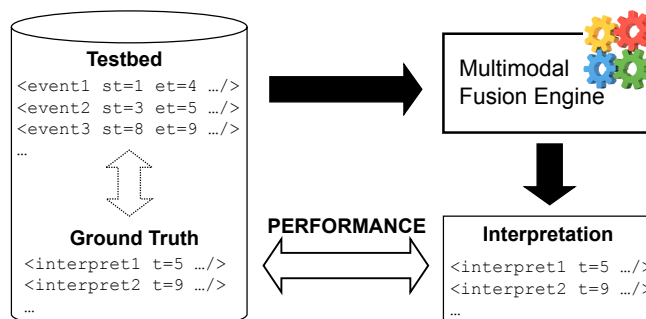 Testbed
<event1 st=1 et=4 …/>
<event2 st=3 et=5 …/>
<event3 st=8 et=9 …/>
…
Ground Truth
<interpret1 t=5 …/>
<interpret2 t=9 …/>
…
Multimodal
Fusion Engine
PERFORMANCE
Interpretation
<interpret1 t=5 …/>
<interpret2 t=9 …/>
…